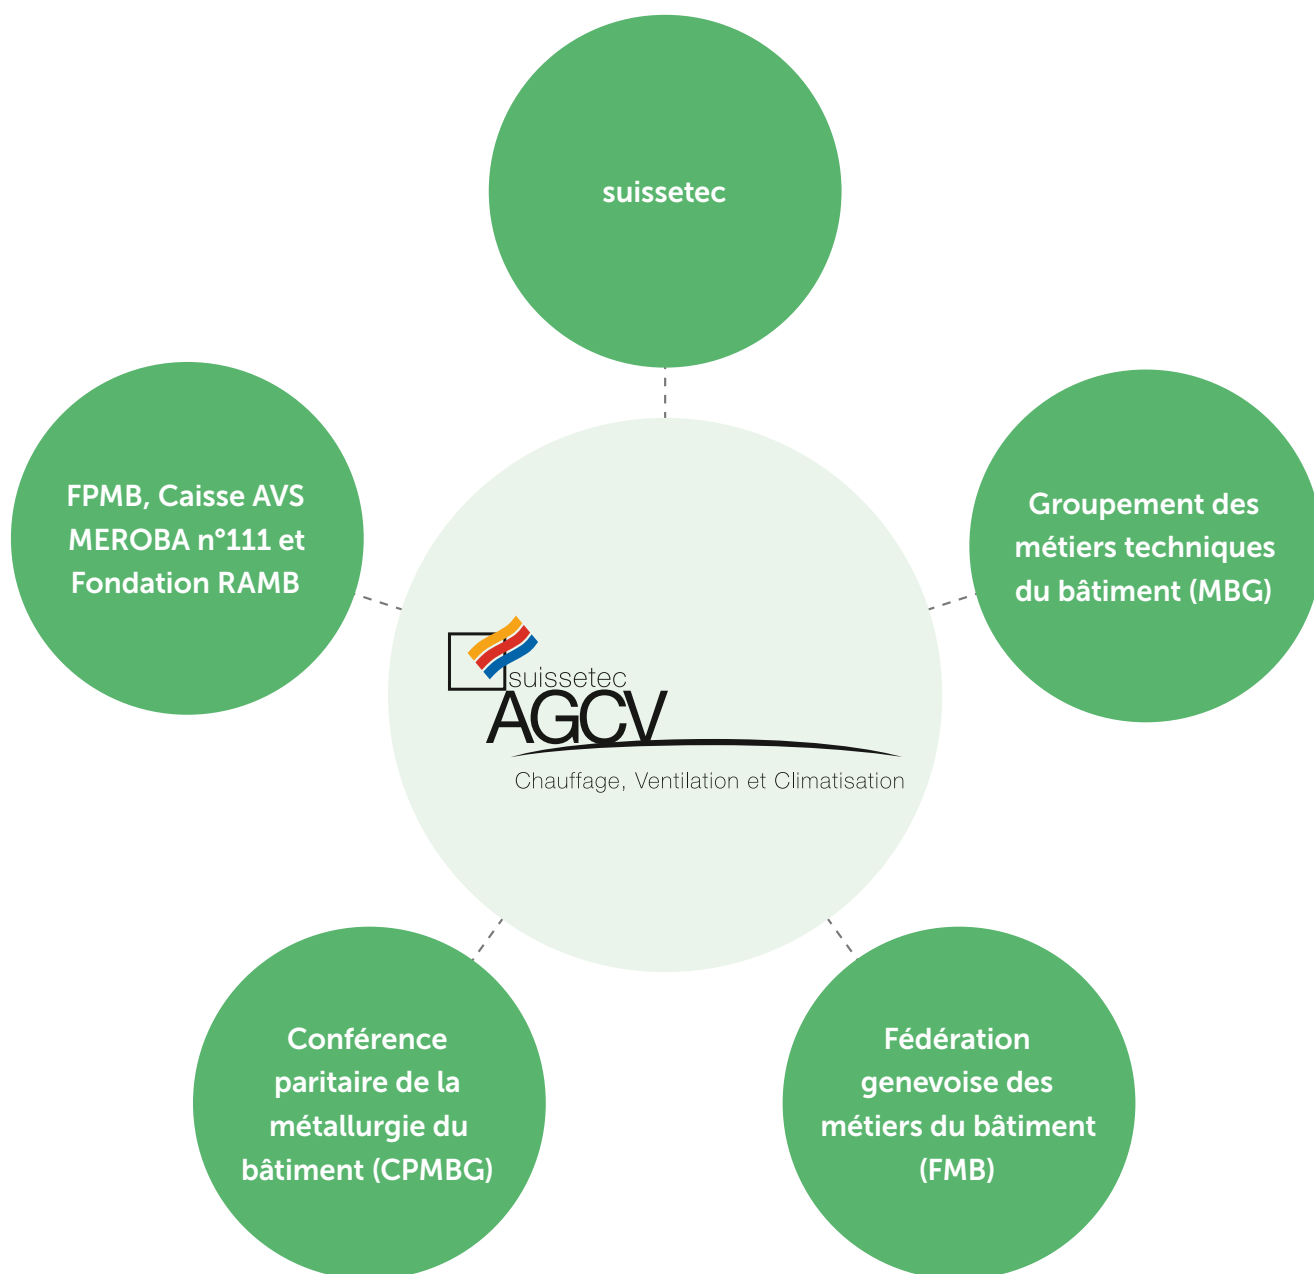 suissetec
FPMB, Caisse AVS
MEROBA n°111 et
Fondation RAMB
Groupement des
métiers techniques
du bâtiment (MBG)
suissetec
AGCV
Chauffage, Ventilation et Climatisation
Conférence
paritaire de la
métallurgie du
bâtiment (CPMBG)
Fédération
genevoise des
métiers du bâtiment
(FMB)